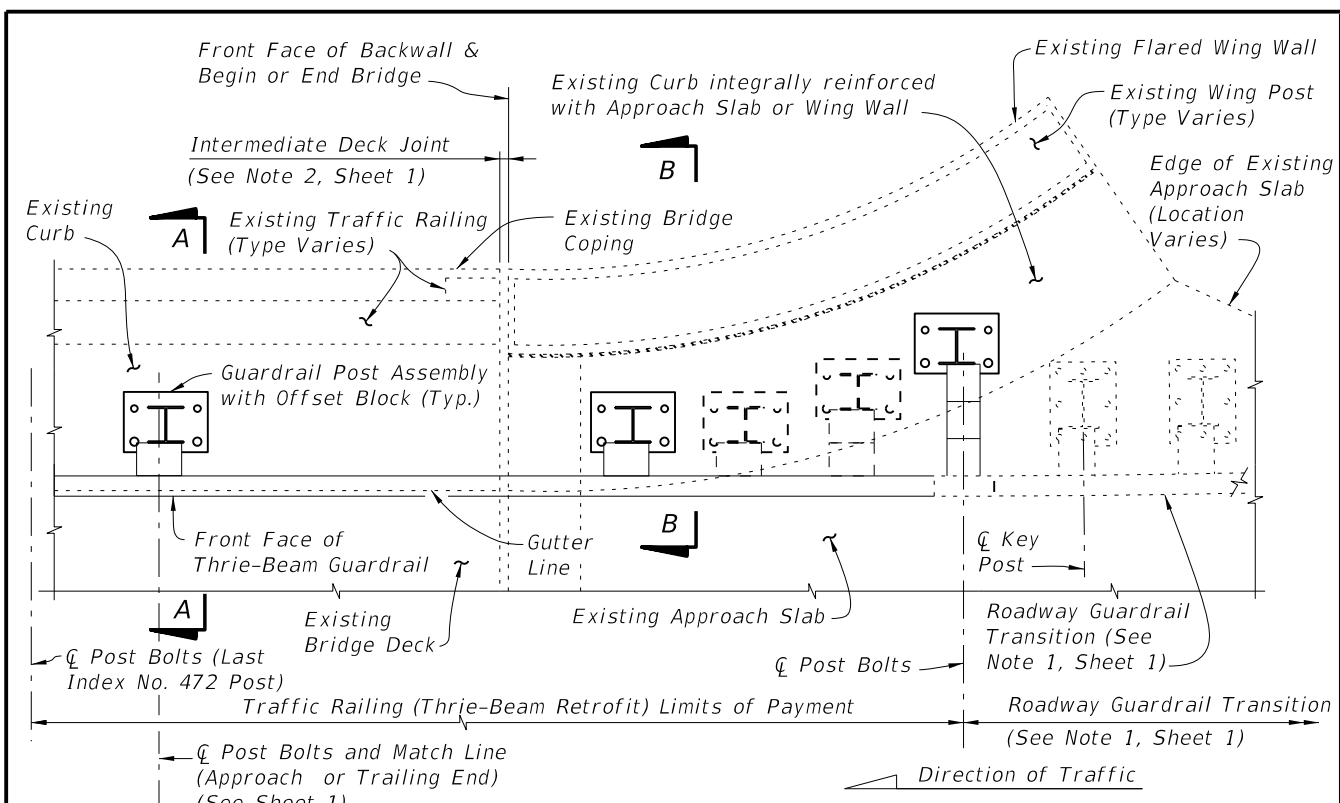 Front Face of Backwall &
Begin or End Bridge
Existing Flared Wing Wall
Existing Curb integrally reinforced
with Approach Slab or Wing Wall
Existing Wing Post
(Type Varies)
Intermediate Deck Joint
(See Note 2, Sheet 1)
B
Edge of Existing
Approach Slab
(Location
Varies)
Existing
Curb
A
Existing Traffic Railing
(Type Varies)
Existing Bridge
Coping
Guardrail Post Assembly
with Offset Block (Typ.)
Front Face of
Thrie-Beam Guardrail
Gutter
Line
B
℄ Key
Post
A
Existing
Bridge Deck
Existing Approach Slab
Roadway Guardrail
Transition (See
Note 1, Sheet 1)
℄ Post Bolts (Last
Index No. 472 Post)
℄ Post Bolts
Traffic Railing (Thrie-Beam Retrofit) Limits of Payment
Roadway Guardrail Transition
(See Note 1, Sheet 1)
℄ Post Bolts and Match Line
(Approach or Trailing End)
(See Sheet 1)
Direction of Traffic